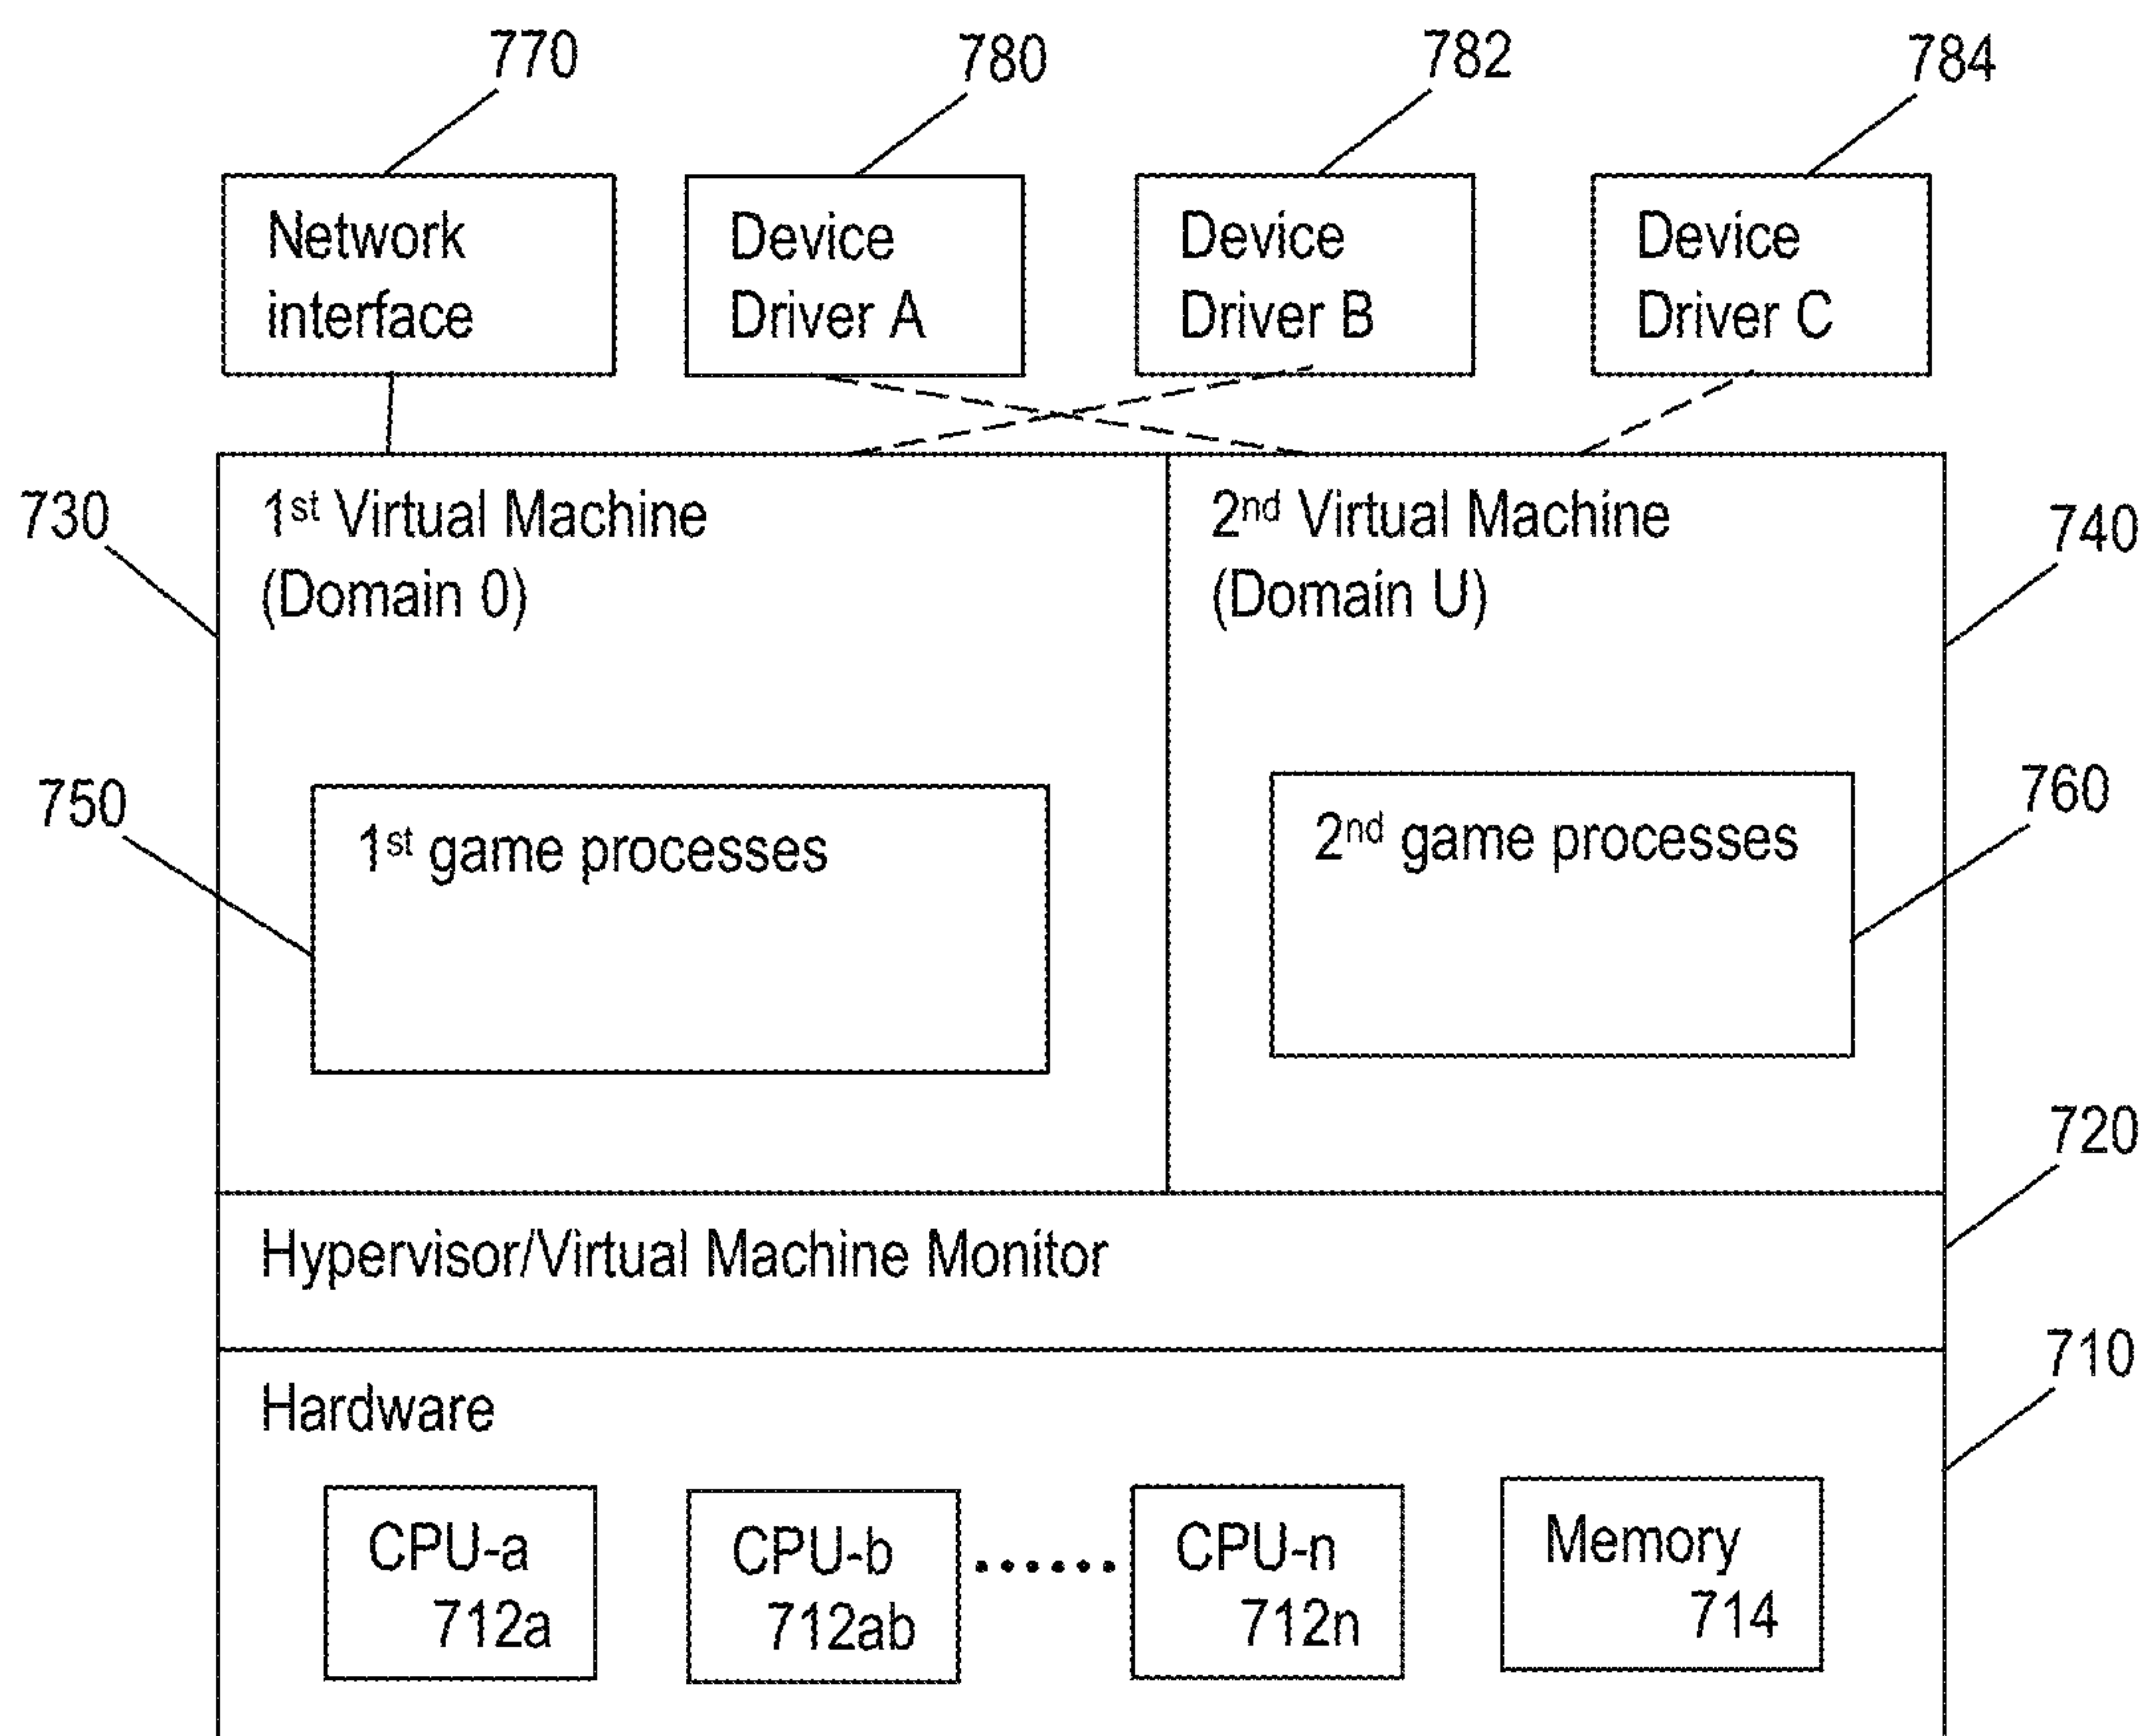 770
780
782
784
Network
interface
Device
Driver A
Device
Driver B
Device
Driver C
730
1st Virtual Machine
(Domain 0)
2nd Virtual Machine
(Domain U)
740
750
1st game processes
2nd game processes
760
720
Hypervisor/Virtual Machine Monitor
710
Hardware
CPU-a
712a
CPU-b
712ab
......
CPU-n
712n
Memory
714